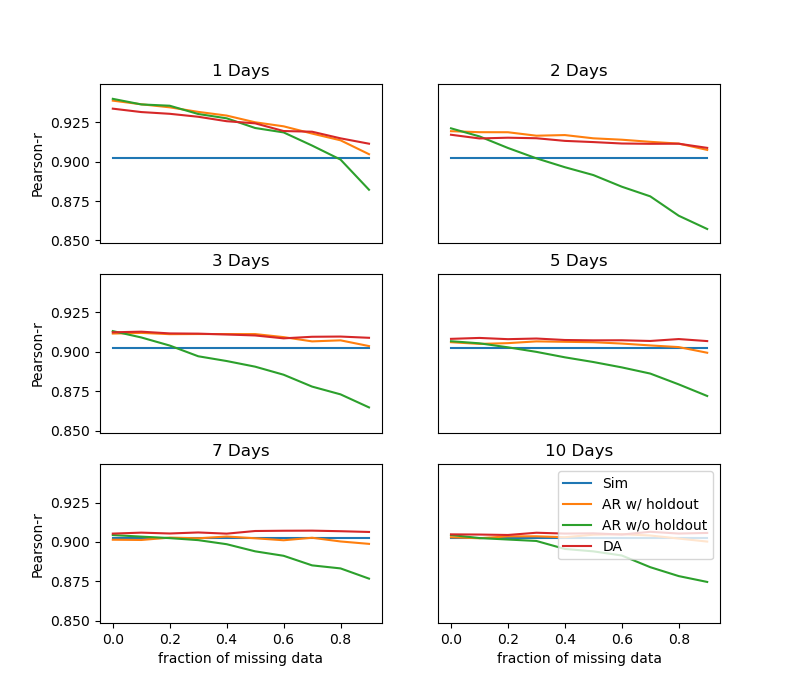 1 Days
2 Days
Pearson-r
0.925
0.900
0.875
0.850
3 Days
5 Days
Pearson-r
0.925
0.900
0.875
0.850
7 Days
10 Days
Pearson-r
0.925
0.900
0.875
0.850
Sim
AR w/ holdout
AR w/o holdout
DA
0.0 0.2 0.4 0.6 0.8
0.0 0.2 0.4 0.6 0.8
fraction of missing data
fraction of missing data